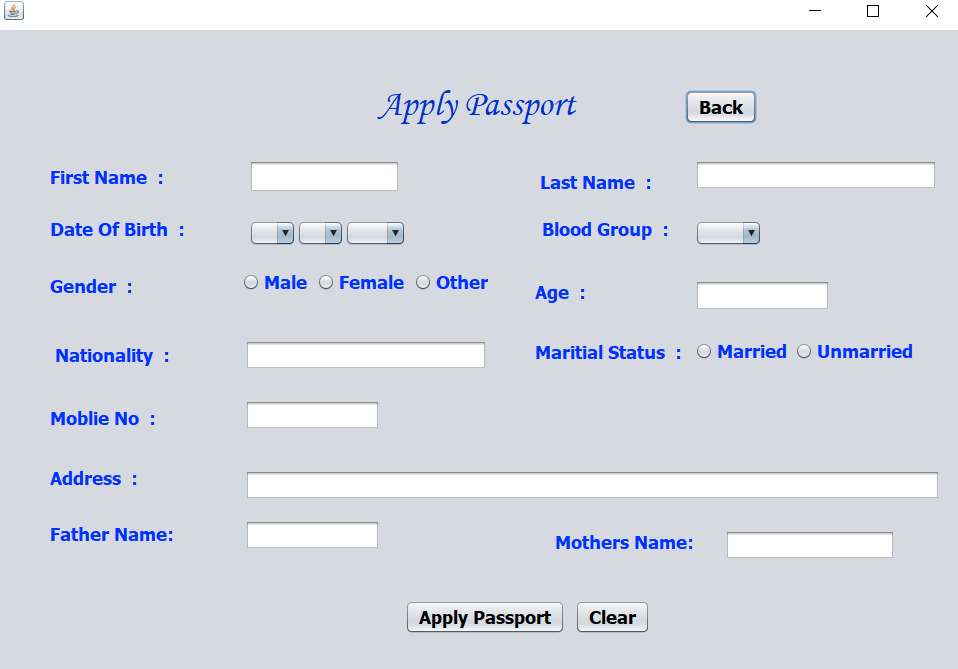 Apply Passport Back
First Name :
Last Name :
Date Of Birth :
Blood Group :
Gender : Male Female Other
Age :
Nationality :
Maritial Status : Married Unmarried
Moblie No :
Address :
Father Name:
Mothers Name:
Apply Passport Clear